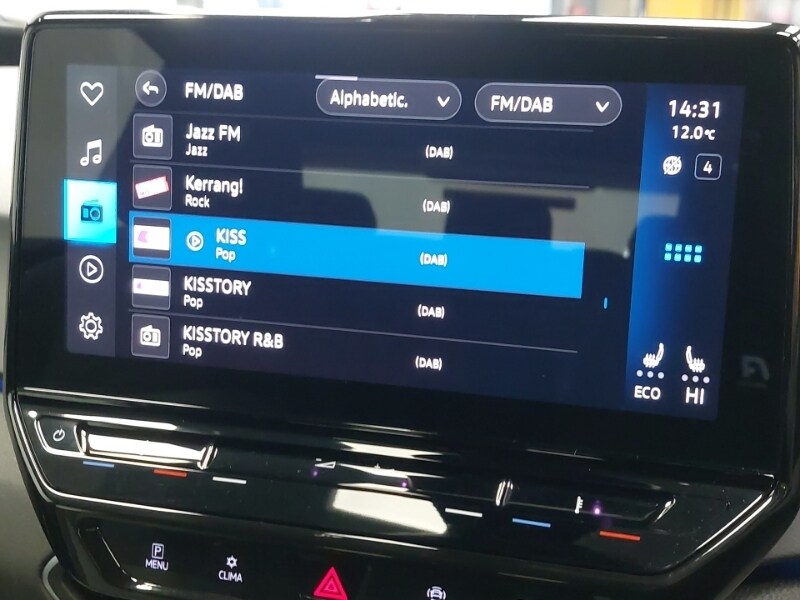 FM/DAB
Alphabetic.
FM/DAB
14:31
12.0°C
4
Jazz FM
Jazz
(DAB)
Kerrang!
Rock
(DAB)
KISS
Pop
(DAB)
KISSTORY
Pop
(DAB)
KISSTORY R&B
Pop
(DAB)
ECO
HI
P
MENU
CLIMA